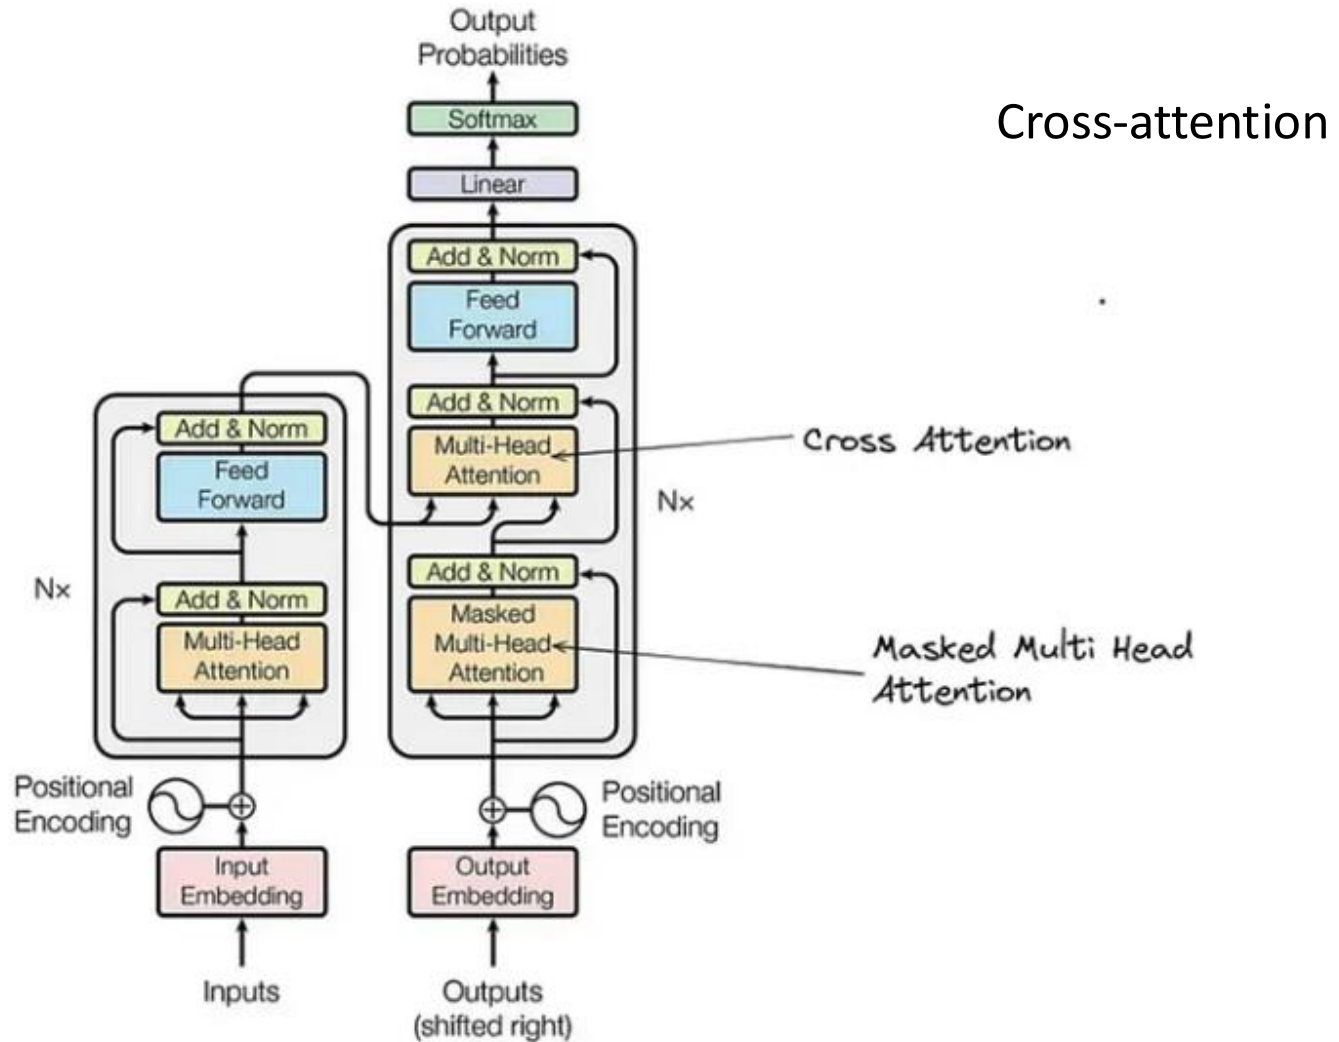 Output
Probabilities
Softmax
Cross-attention
Linear
Add & Norm
Feed
Forward
Add & Norm
Multi-Head
Attention
Cross Attention
Nx
Add & Norm
Masked
Multi-Head
Attention
Masked Multi Head
Attention
Add & Norm
Feed
Forward
Nx
Add & Norm
Multi-Head
Attention
Positional
Encoding
Positional
Encoding
Input
Embedding
Output
Embedding
Inputs
Outputs
(shifted right)